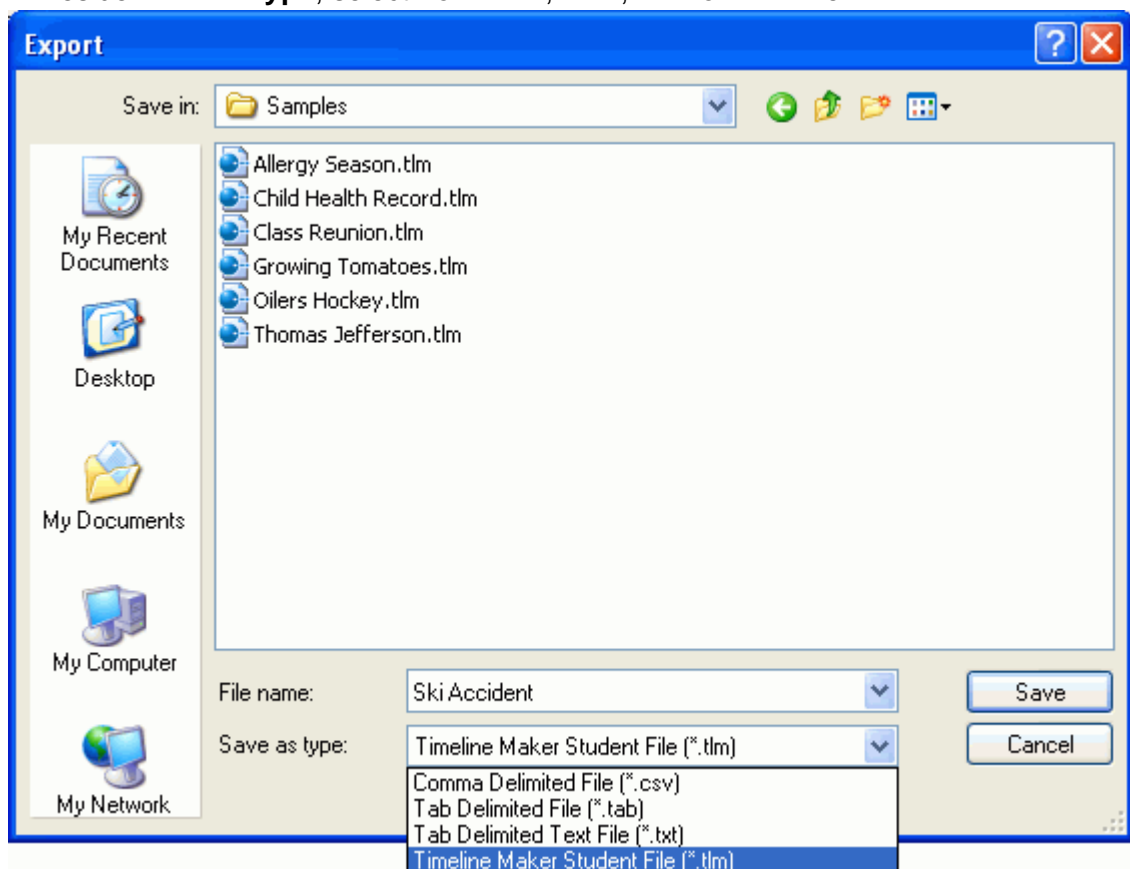 Export
Save in: Samples
Allergy Season.tlm
Child Health Record.tlm
Class Reunion.tlm
Growing Tomatoes.tlm
Oilers Hockey.tlm
Thomas Jefferson.tlm
My Recent
Documents
Desktop
My Documents
My Computer
My Network
File name: Ski Accident Save
Save as type: Timeline Maker Student File (*.tlm) Cancel
Comma Delimited File (*.csv)
Tab Delimited File (*.tab)
Tab Delimited Text File (*.txt)
Timeline Maker Student File (*.tlm)